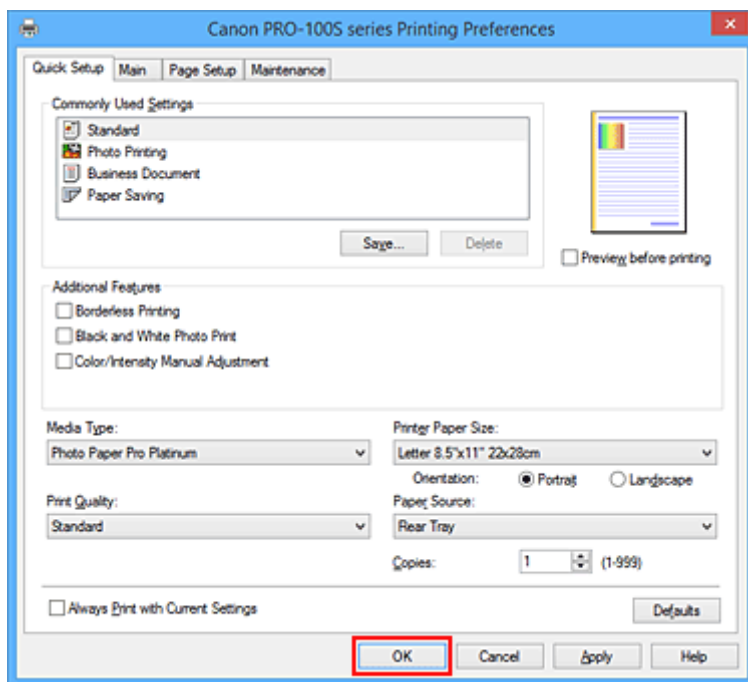 Canon PRO-100S series Printing Preferences
Quick Setup Main Page Setup Maintenance
Commonly Used Settings
Standard
Photo Printing
Business Document
Paper Saving
Save... Delete
Preview before printing
Additional Features
Borderless Printing
Black and White Photo Print
Color/Intensity Manual Adjustment
Media Type:
Photo Paper Pro Platinum
Printer Paper Size:
Letter 8.5"x11" 22x28cm
Orientation: Portrait Landscape
Print Quality:
Standard
Paper Source:
Rear Tray
Copies: 1 (1-999)
Always Print with Current Settings
Defaults
OK Cancel Apply Help